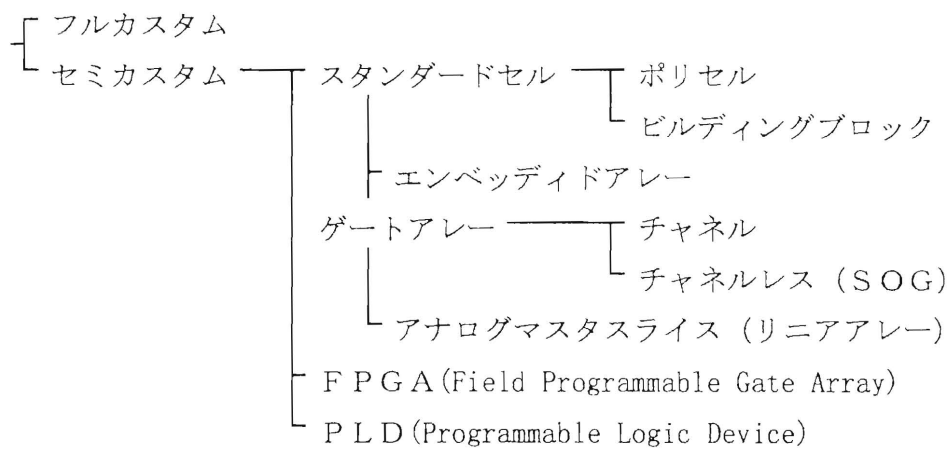 フルカスタム
セミカスタム スタンダードセル ポリセル
ビルディングブロック
エンベッディドアレー
ゲートアレー チャネル
チャネルレス (ＳＯＧ)
アナログマスタスライス (リニアアレー)
ＦＰＧＡ(Field Programmable Gate Array)
ＰＬＤ(Programmable Logic Device)